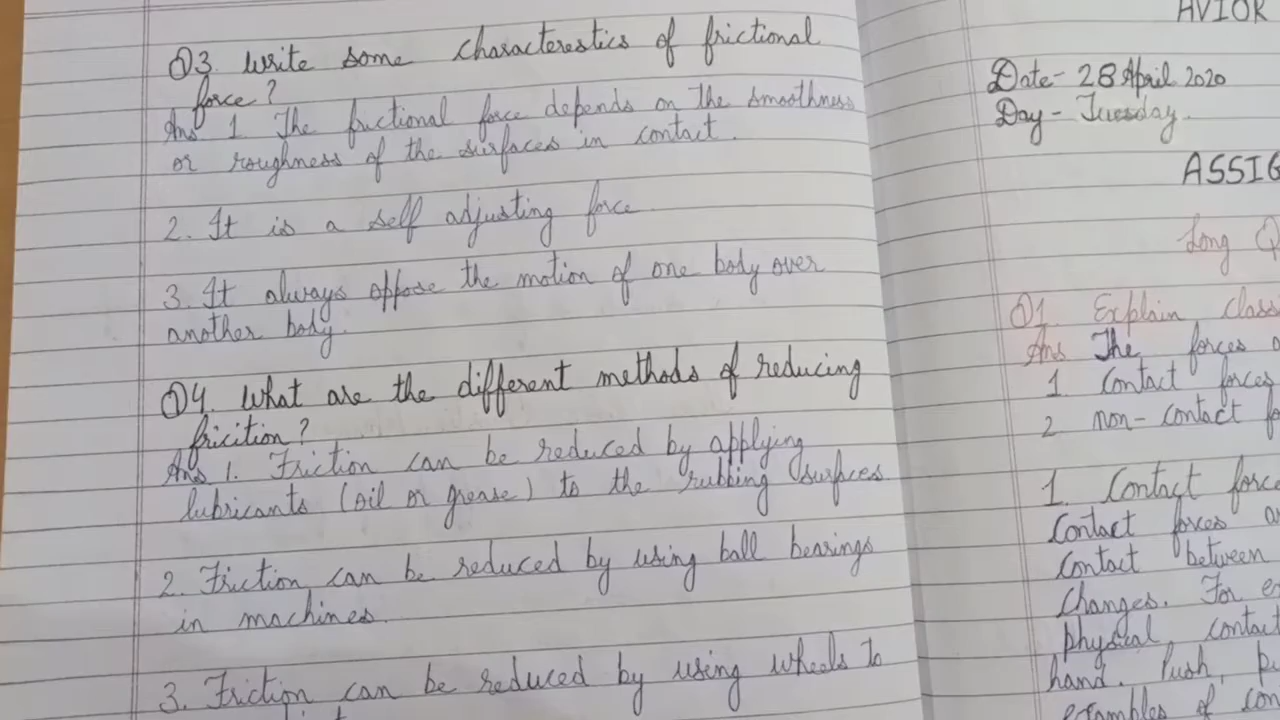 Q3. Write some characterestics of frictional
force?
Ans 1 The frictional force depends on the smoothness
or roughness of the surfaces in contact.
2. It is a self adjusting force
3. It always oppose the motion of one body over
another body.
Q4. What are the different methods of reducing
fricition?
Ans 1. Friction can be reduced by applying
lubricants (oil or grease) to the rubbing surfaces
2. Friction can be reduced by using ball bearings
in machines.
3. Friction can be reduced by using wheels to
AVIOR
Date- 28 April 2020
Day- Tuesday.
ASSIG
Long Q
Q1. Explain class
Ans The forces
1. Contact forces
2 non-contact
1. Contact force
Contact forces
Contact between
Changes. For
physical contact
hand. Push,
examples of con